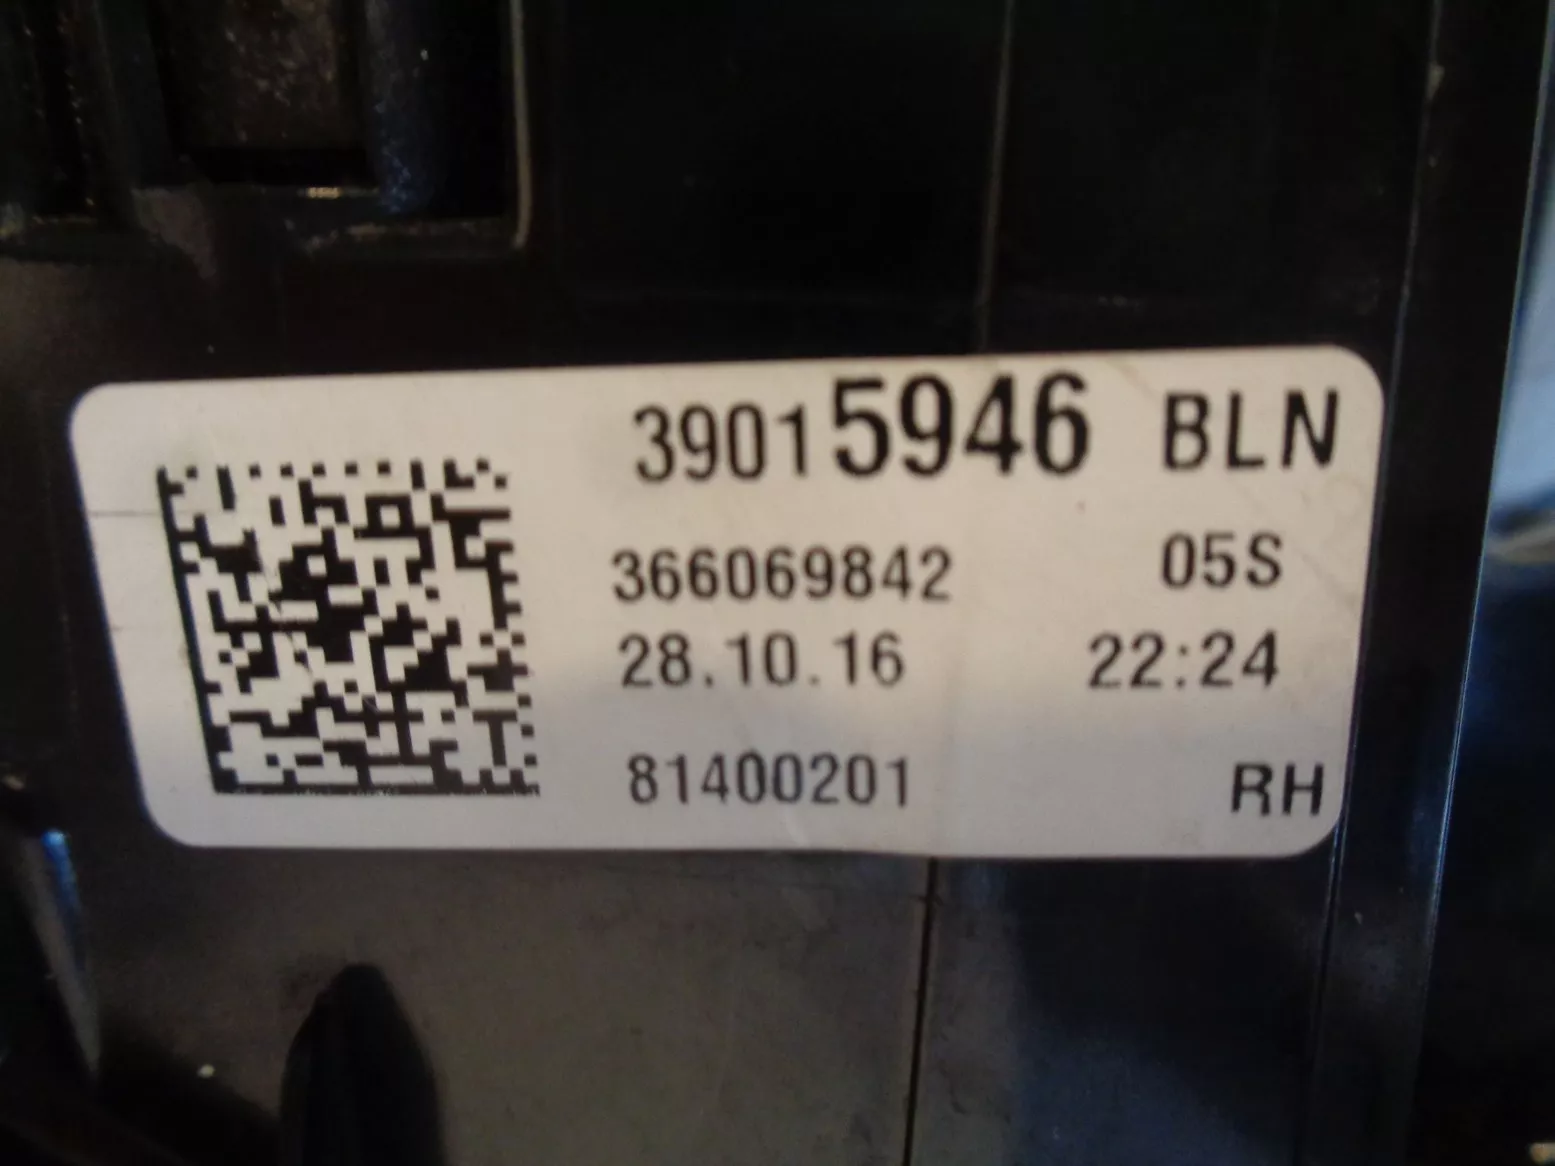 39015946 BLN
366069842 05S
28.10.16 22:24
81400201 RH